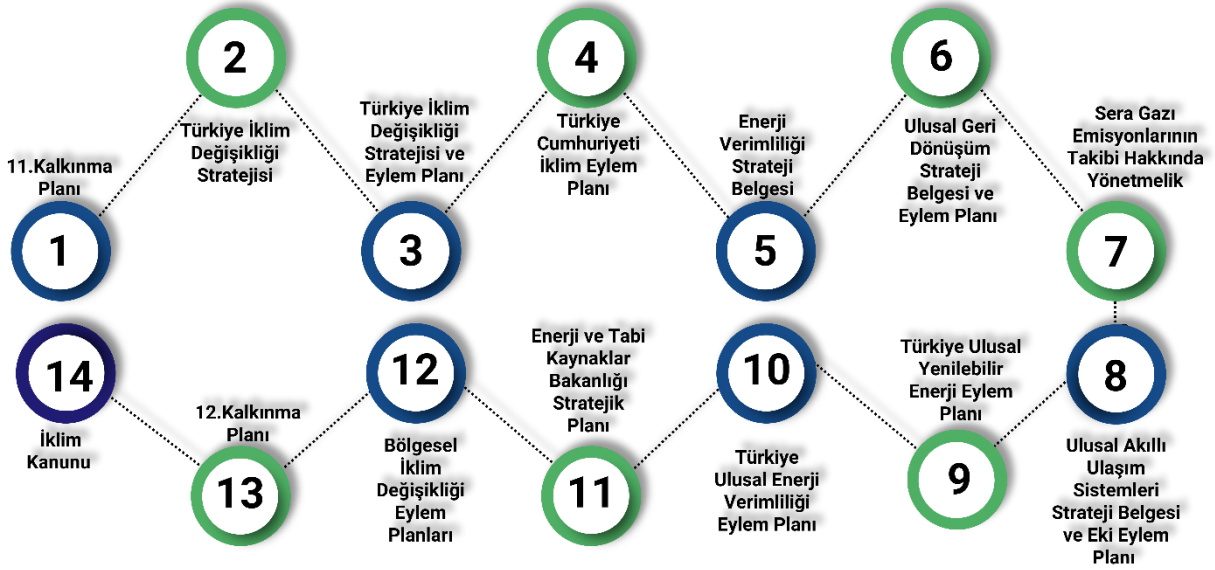 1
11.Kalkınma
Planı
2
Türkiye İklim
Değişikliği
Stratejisi
3
Türkiye İklim
Değişikliği
Stratejisi ve
Eylem Planı
4
Türkiye
Cumhuriyeti
İklim Eylem
Planı
5
Enerji
Verimliliği
Strateji
Belgesi
6
Ulusal Geri
Dönüşüm
Strateji
Belgesi ve
Eylem Planı
7
Sera Gazı
Emisyonlarının
Takibi Hakkında
Yönetmelik
8
Ulusal Akıllı
Ulaşım
Sistemleri
Strateji Belgesi
ve Eki Eylem
Planı
9
Türkiye Ulusal
Yenilebilir
Enerji Eylem
Planı
10
Türkiye
Ulusal Enerji
Verimliliği
Eylem Planı
11
Enerji ve Tabi
Kaynaklar
Bakanlığı
Stratejik
Planı
12
Bölgesel
İklim
Değişikliği
Eylem
Planları
13
12.Kalkınma
Planı
14
İklim
Kanunu